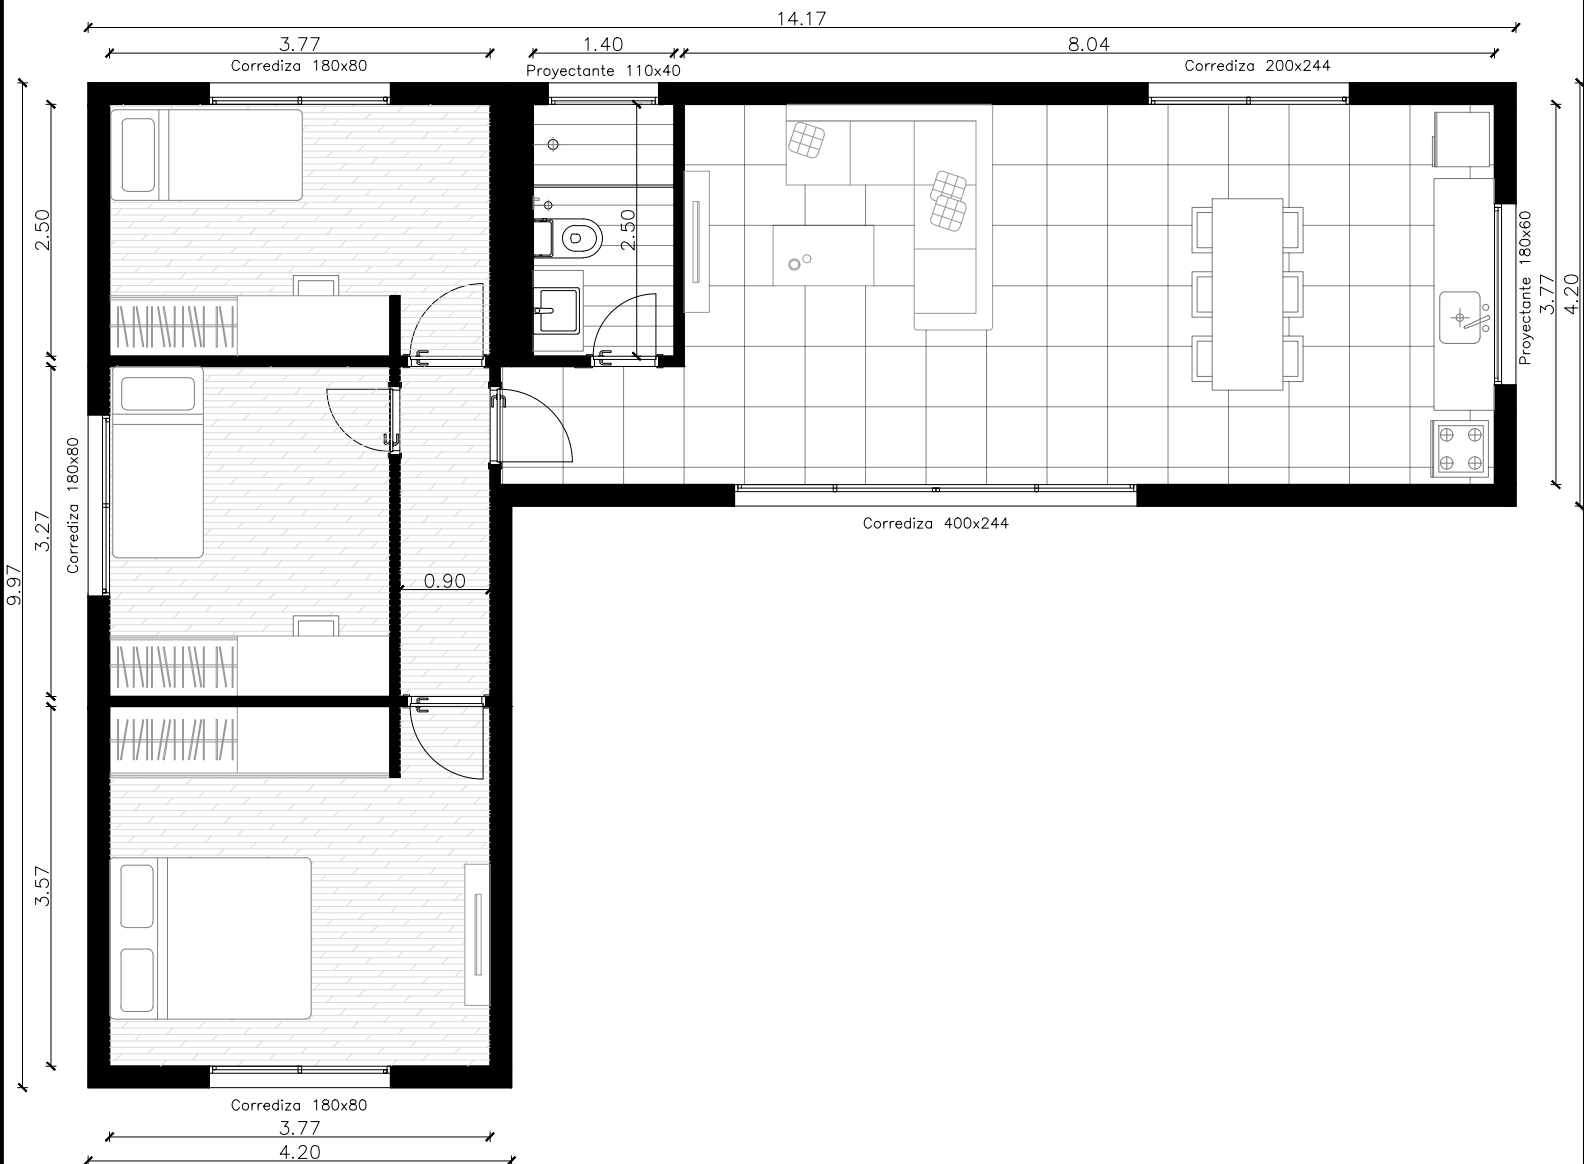 14.17
3.77
1.40
8.04
Corrediza 180x80
Proyectante 110x40
Corrediza 200x244
2.50
2.50
Proyectante 180x60
3.77
4.20
Corrediza 180x80
3.27
9.97
Corrediza 400x244
0.90
3.57
Corrediza 180x80
3.77
4.20